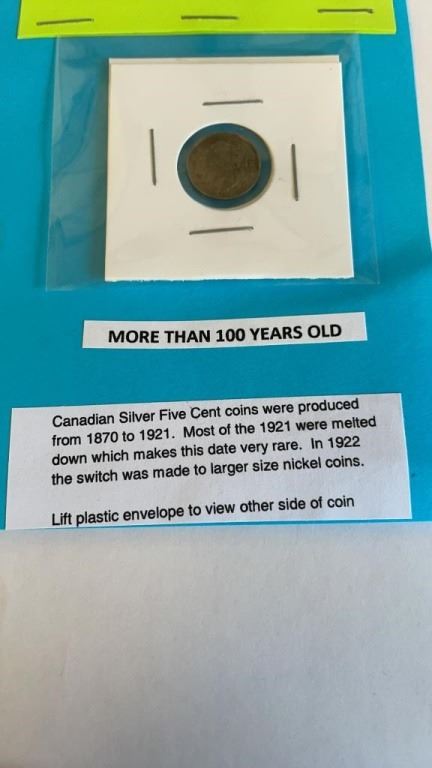 MORE THAN 100 YEARS OLD
Canadian Silver Five Cent coins were produced
from 1870 to 1921. Most of the 1921 were melted
down which makes this date very rare. In 1922
the switch was made to larger size nickel coins.
Lift plastic envelope to view other side of coin